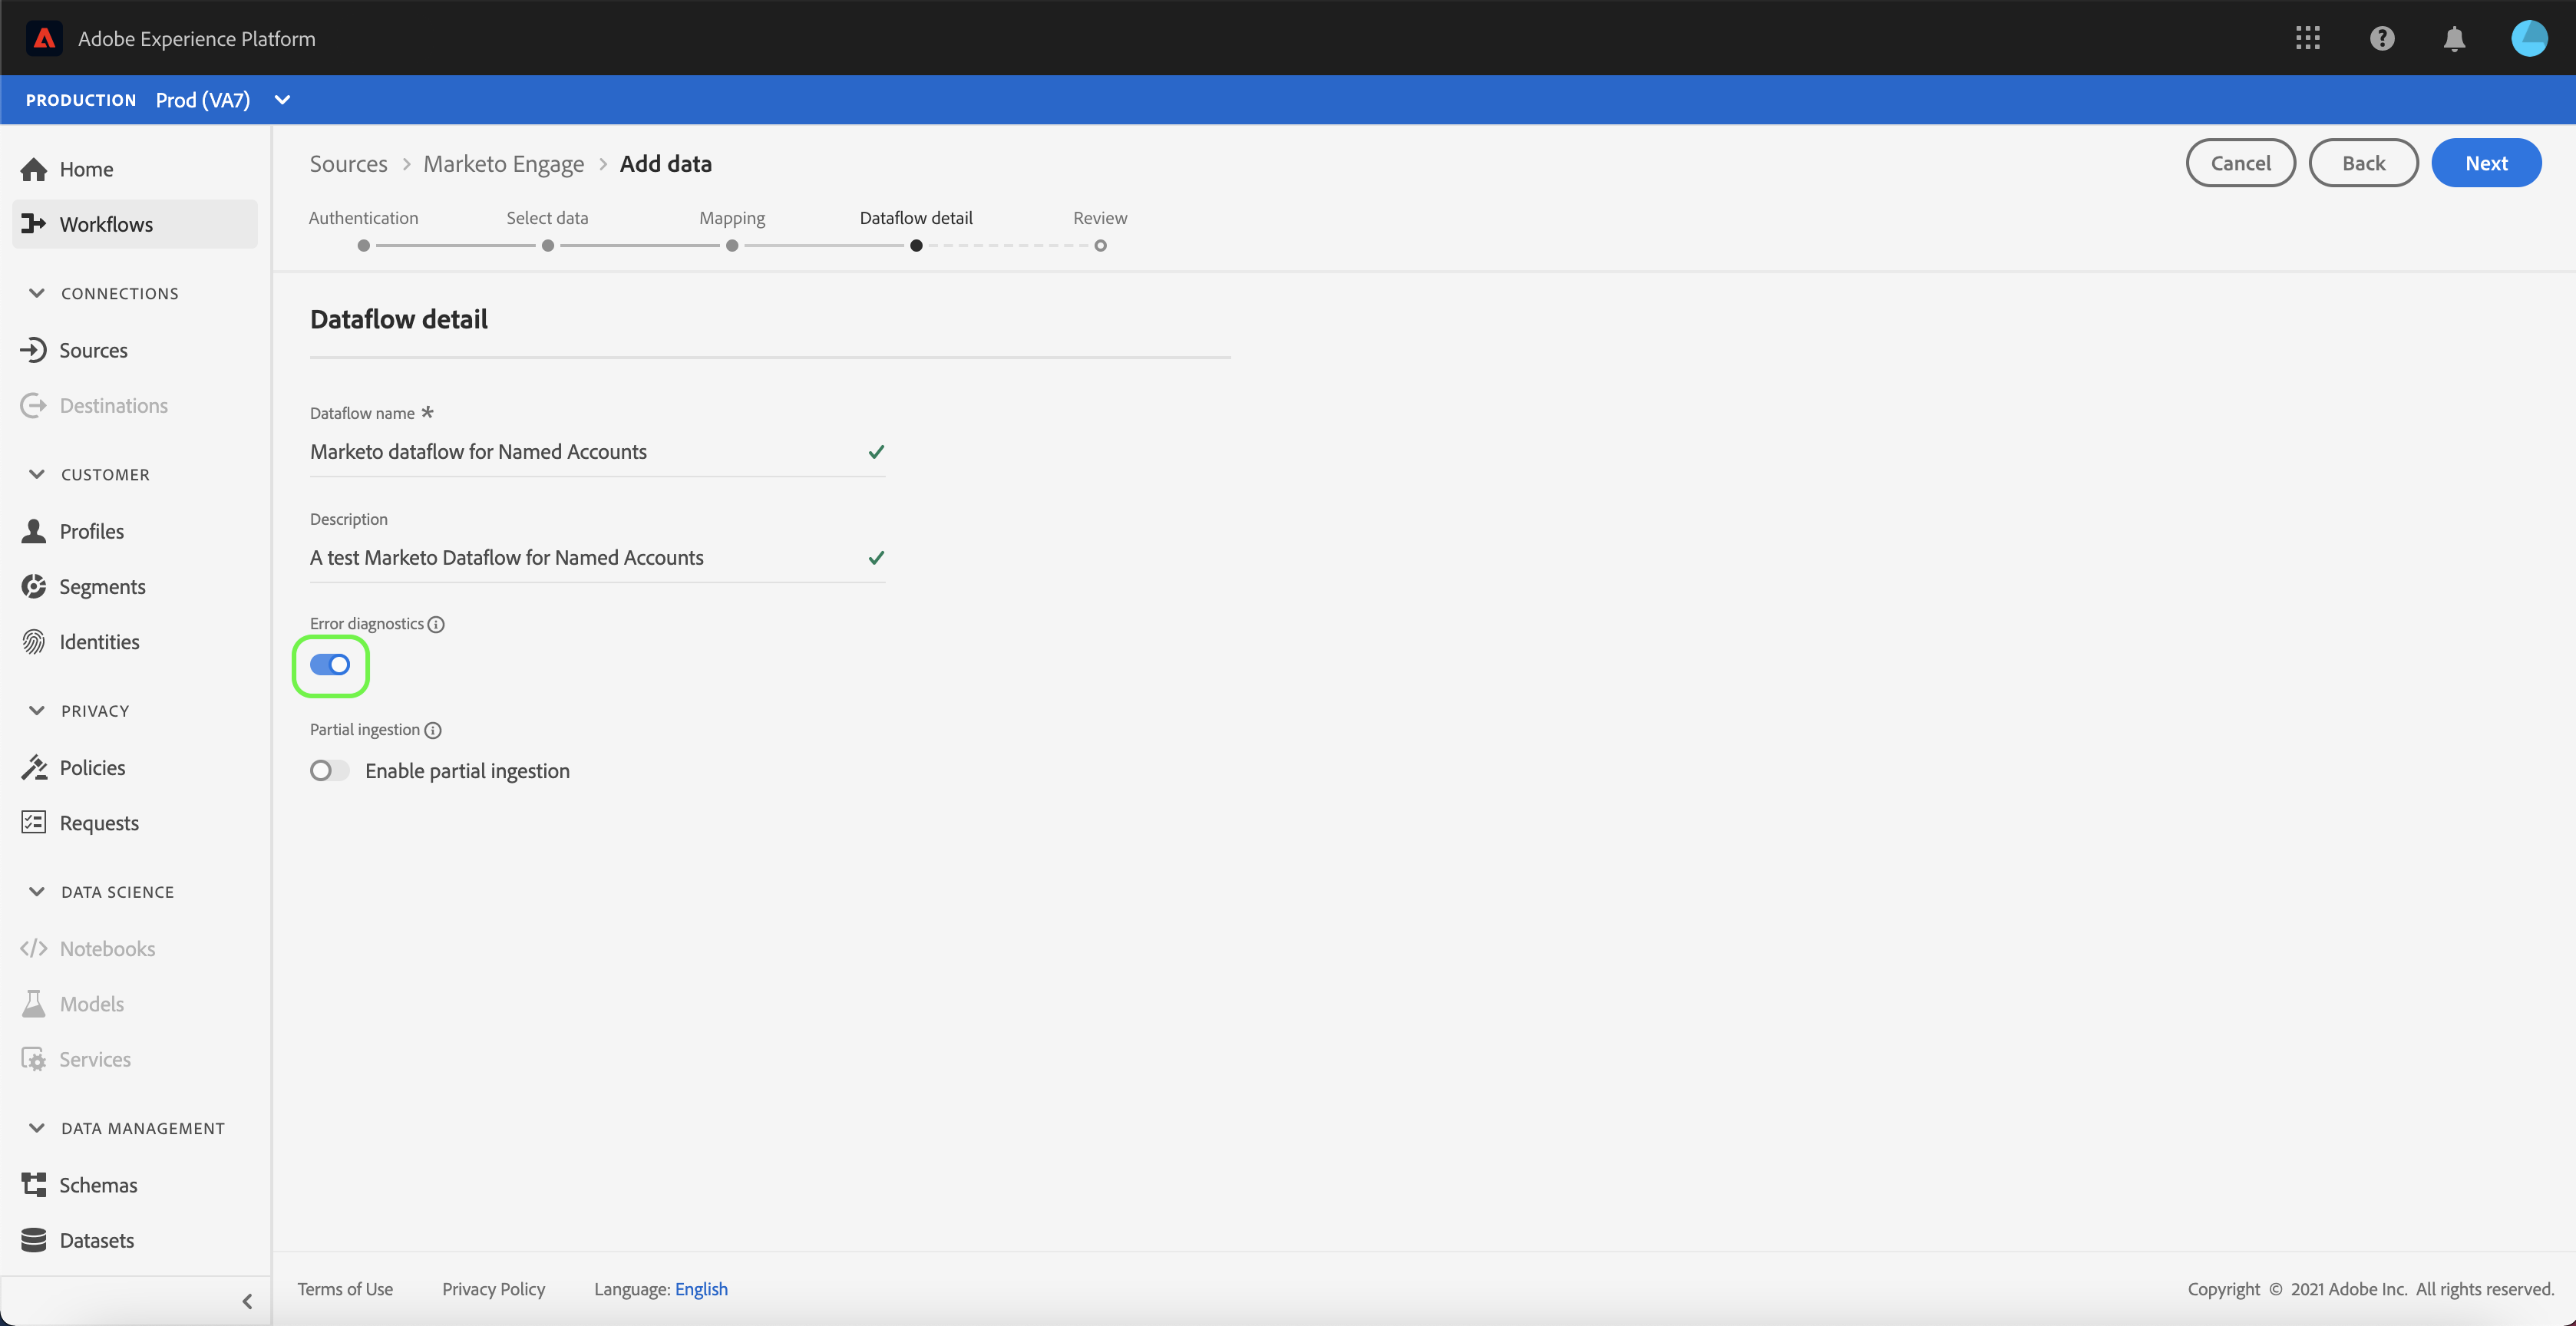 Adobe Experience Platform
PRODUCTION Prod (VA7)
Home
Workflows
CONNECTIONS
Sources
Destinations
CUSTOMER
Profiles
Segments
Identities
PRIVACY
Policies
Requests
DATA SCIENCE
Notebooks
Models
Services
DATA MANAGEMENT
Schemas
Datasets
Sources > Marketo Engage > Add data
Cancel Back Next
Authentication Select data Mapping Dataflow detail Review
Dataflow detail
Dataflow name *
Marketo dataflow for Named Accounts
Description
A test Marketo Dataflow for Named Accounts
Error diagnostics
Partial ingestion
Enable partial ingestion
Terms of Use Privacy Policy Language: English Copyright © 2021 Adobe Inc. All rights reserved.